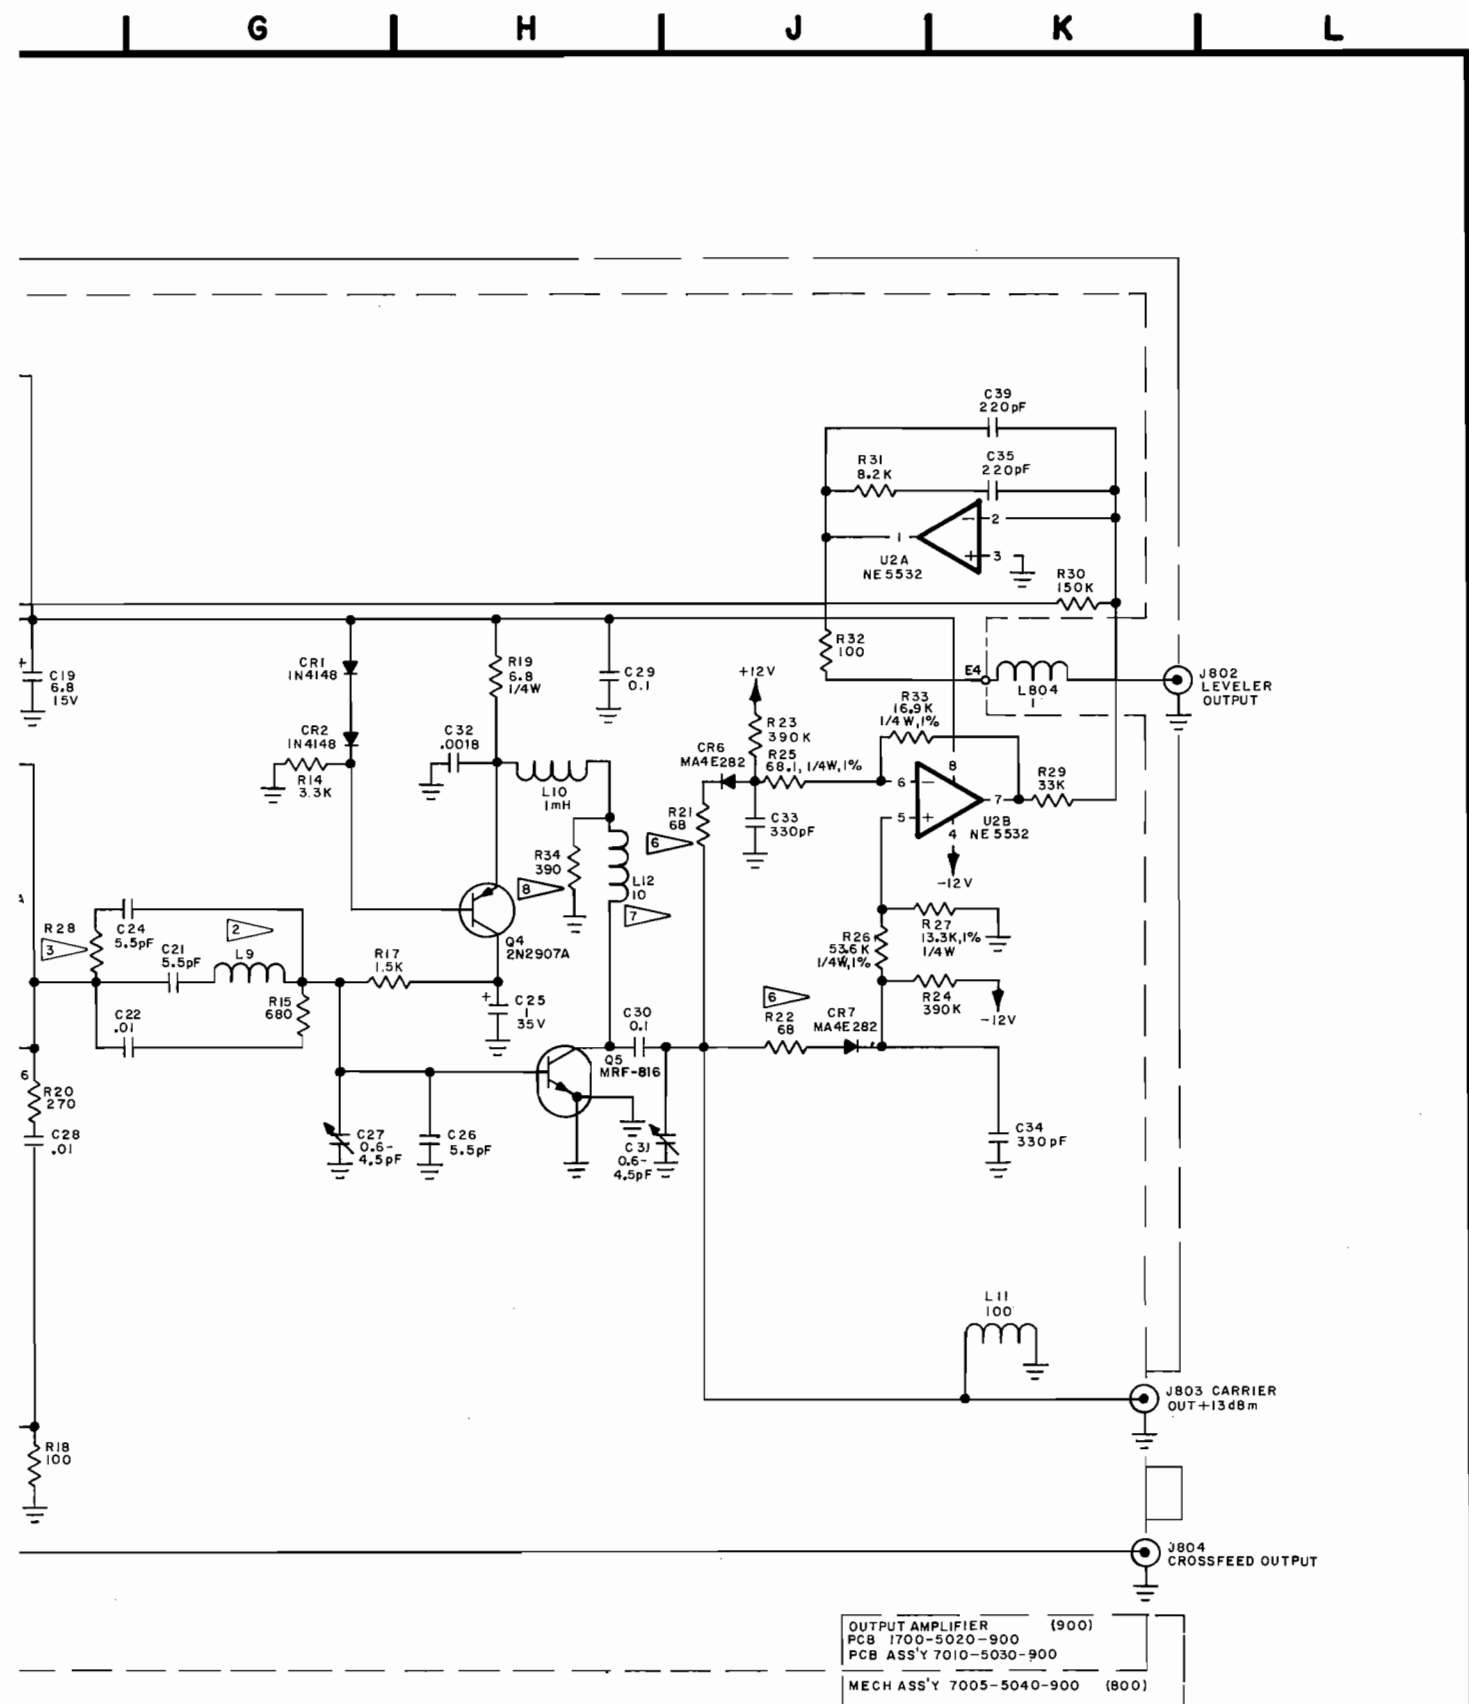 G H J K L
C39
220pF
R31
8.2K
C35
220pF
2
1
3
U2A
NE5532
R30
150K
+
C19
6.8
15V
CR1
1N4148
R19
6.8
1/4W
C29
0.1
R32
100
E4
L804
1
J802
LEVELER
OUTPUT
+12V
R33
16.9K
1/4W,1%
CR2
1N4148
R14
3.3K
C32
.0018
L10
1mH
CR6
MA4E282
R23
390K
R25
68.1, 1/4W,1%
8
6
5
7
4
R29
33K
R21
68
6
C33
330pF
U2B
NE5532
-12V
R34
390
8
L12
10
7
Q4
2N2907A
R28
3
C24
5.5pF
2
C21
5.5pF
L9
R17
1.5K
R26
53.6K
1/4W,1%
R27
13.3K,1%
1/4W
C22
.01
R15
680
+
C25
1
35V
C30
0.1
6
R22
68
CR7
MA4E282
R24
390K
-12V
Q5
MRF-816
6
R20
270
C28
.01
C27
0.6-
4.5pF
C26
5.5pF
C31
0.6-
4.5pF
C34
330pF
L11
100
J803 CARRIER
OUT+13dBm
R18
100
J804
CROSSFEED OUTPUT
OUTPUT AMPLIFIER (900)
PCB 1700-5020-900
PCB ASS'Y 7010-5030-900
MECH ASS'Y 7005-5040-900 (800)